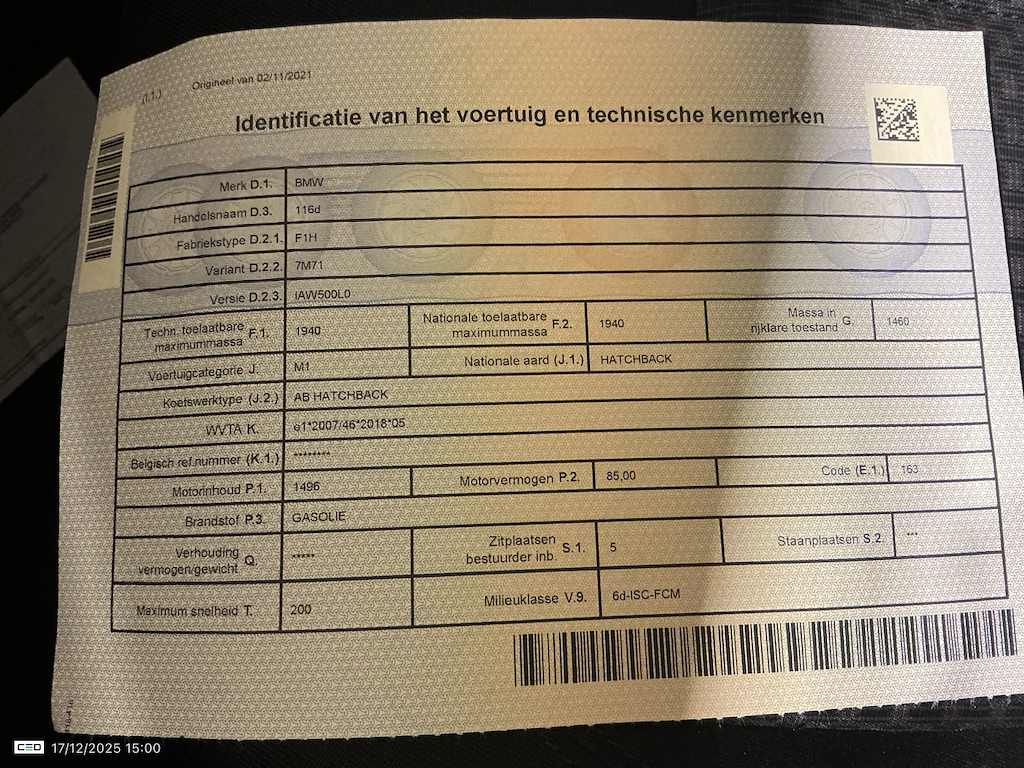 (1.1.) Origineel van 02/11/2021
Identificatie van het voertuig en technische kenmerken
Merk D.1. BMW
Handelsnaam D.3. 116d
Fabriekstype D.2.1. F1H
Variant D.2.2. 7M71
Versie D.2.3. IAW500L0
Techn. toelaatbare maximummassa F.1. 1940 Nationale toelaatbare maximummassa F.2. 1940 Massa in rijklare toestand G. 1460
Voertuigcategorie J. M1 Nationale aard (J.1.) HATCHBACK
Koetswerktype (J.2.) AB HATCHBACK
WVTA K. e1*2007/46*2018*05
Belgisch ref.nummer (K.1.) ********
Motorinhoud P.1. 1496 Motorvermogen P.2. 85,00 Code (E.1.) 163
Brandstof P.3. GASOLIE
Verhouding vermogen/gewicht Q. ***** Zitplaatsen bestuurder inb. S.1. 5 Staanplaatsen S.2. ***
Maximum snelheid T. 200 Milieuklasse V.9. 6d-ISC-FCM
17/12/2025 15:00